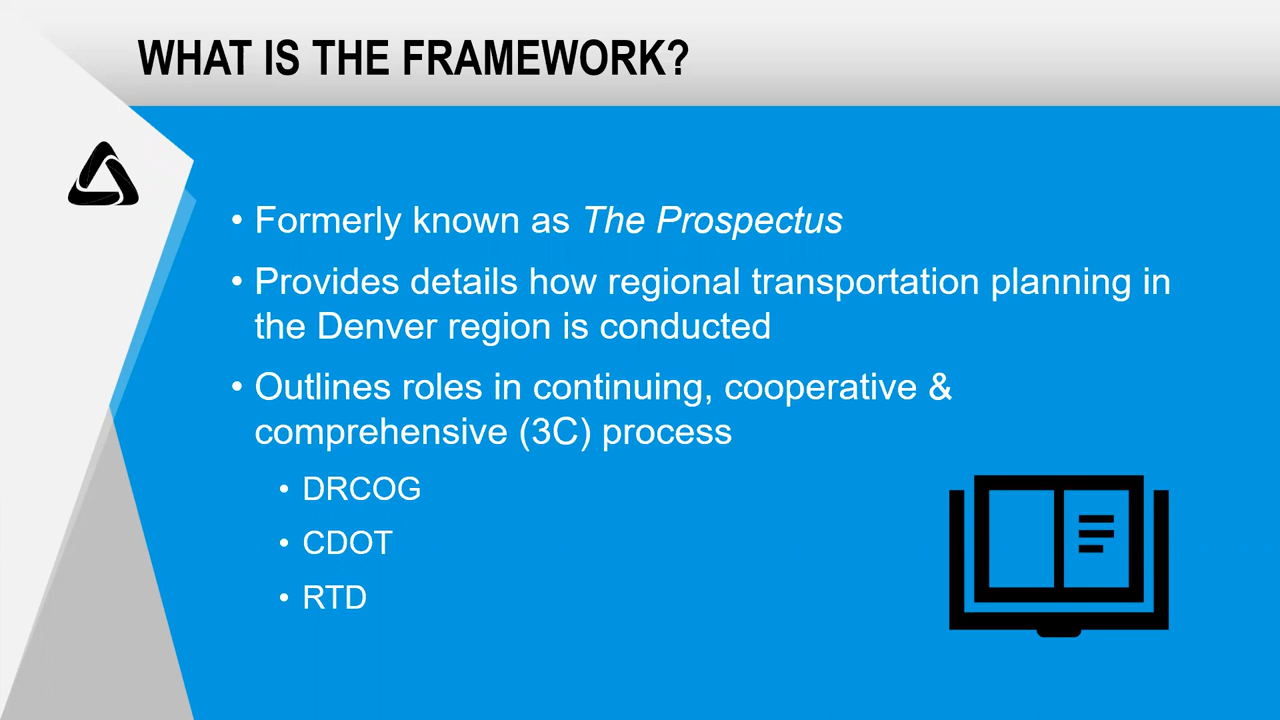 WHAT IS THE FRAMEWORK?
• Formerly known as The Prospectus
• Provides details how regional transportation planning in
the Denver region is conducted
• Outlines roles in continuing, cooperative &
comprehensive (3C) process
• DRCOG
• CDOT
• RTD